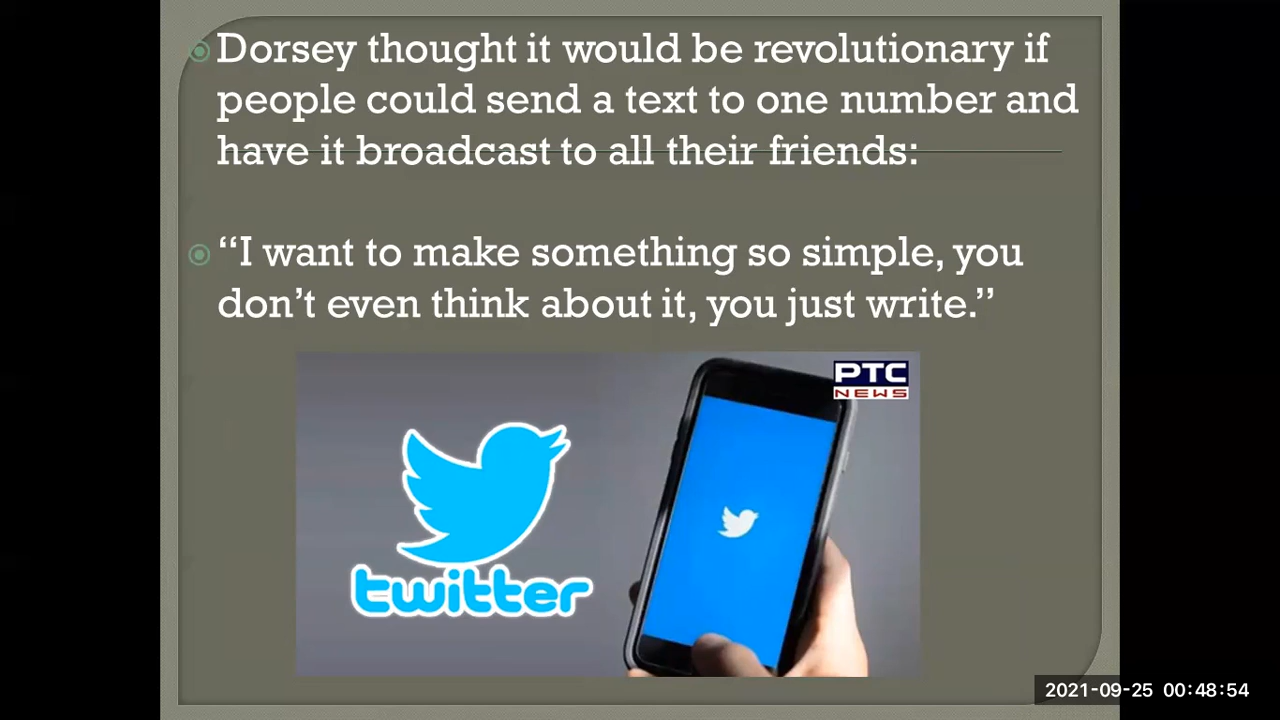 Dorsey thought it would be revolutionary if
people could send a text to one number and
have it broadcast to all their friends:
“I want to make something so simple, you
don’t even think about it, you just write.”
PTC
NEWS
twitter
2021-09-25 00:48:54